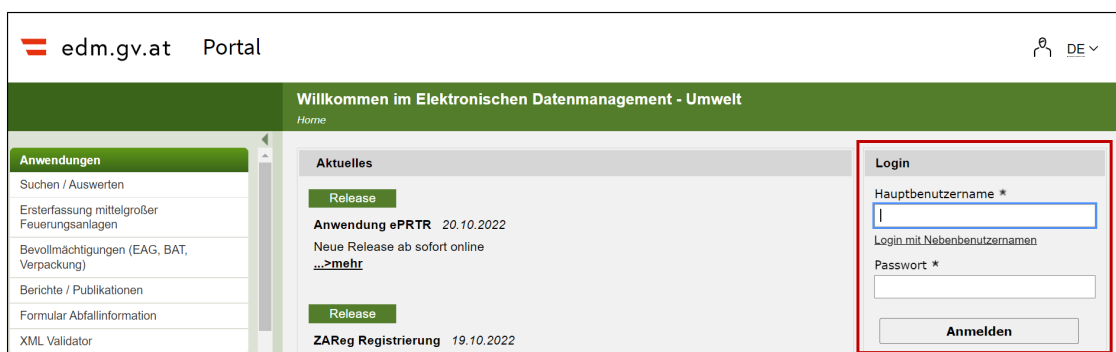 edm.gv.at Portal
DE
Willkommen im Elektronischen Datenmanagement - Umwelt
Home
Anwendungen
Suchen / Auswerten
Ersterfassung mittelgroßer
Feuerungsanlagen
Bevollmächtigungen (EAG, BAT,
Verpackung)
Berichte / Publikationen
Formular Abfallinformation
XML Validator
Aktuelles
Release
Anwendung ePRTR 20.10.2022
Neue Release ab sofort online
...>mehr
Release
ZAReg Registrierung 19.10.2022
Login
Hauptbenutzername *
Login mit Nebenbenutzernamen
Passwort *
Anmelden